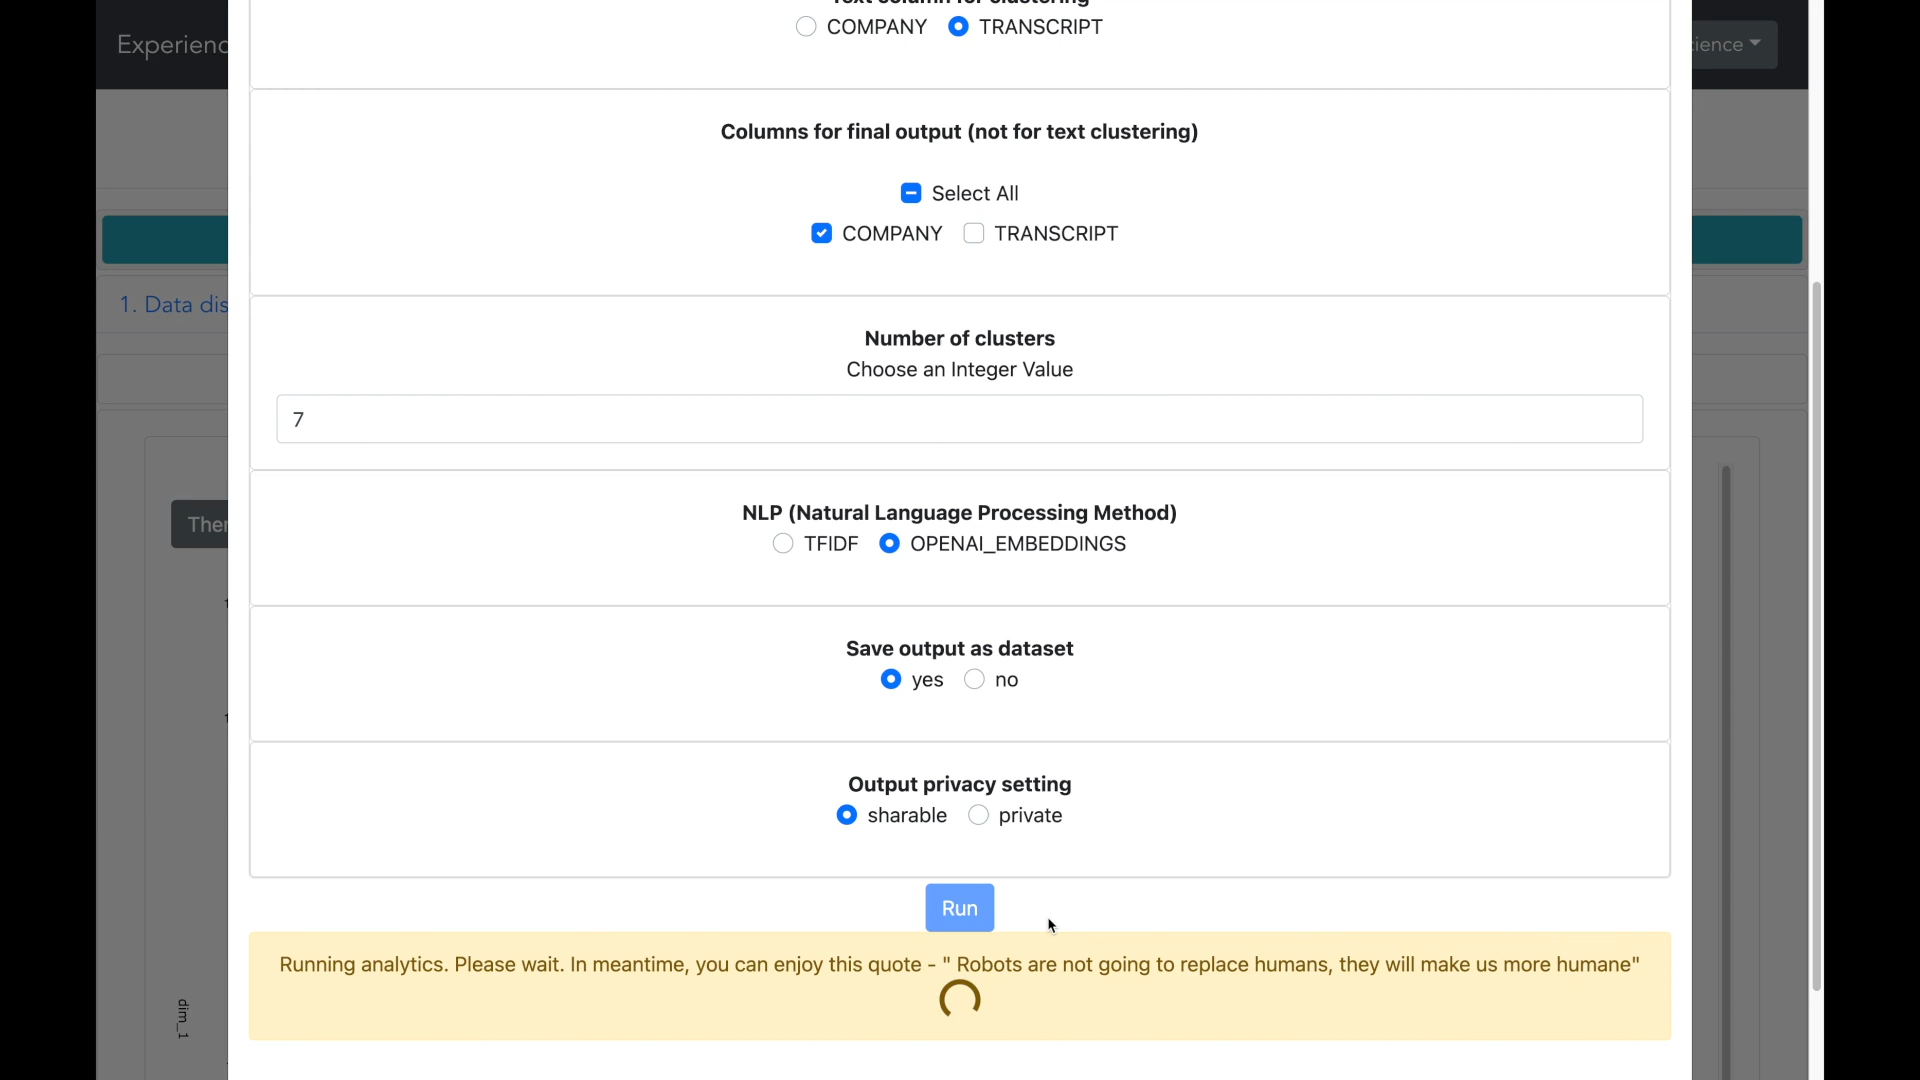 Text column for clustering
COMPANY TRANSCRIPT
Experienc
ience
Columns for final output (not for text clustering)
Select All
COMPANY TRANSCRIPT
1. Data dis
Number of clusters
Choose an Integer Value
7
NLP (Natural Language Processing Method)
Ther
TFIDF OPENAI_EMBEDDINGS
Save output as dataset
yes no
Output privacy setting
sharable private
Run
Running analytics. Please wait. In meantime, you can enjoy this quote - " Robots are not going to replace humans, they will make us more humane"
dim_1